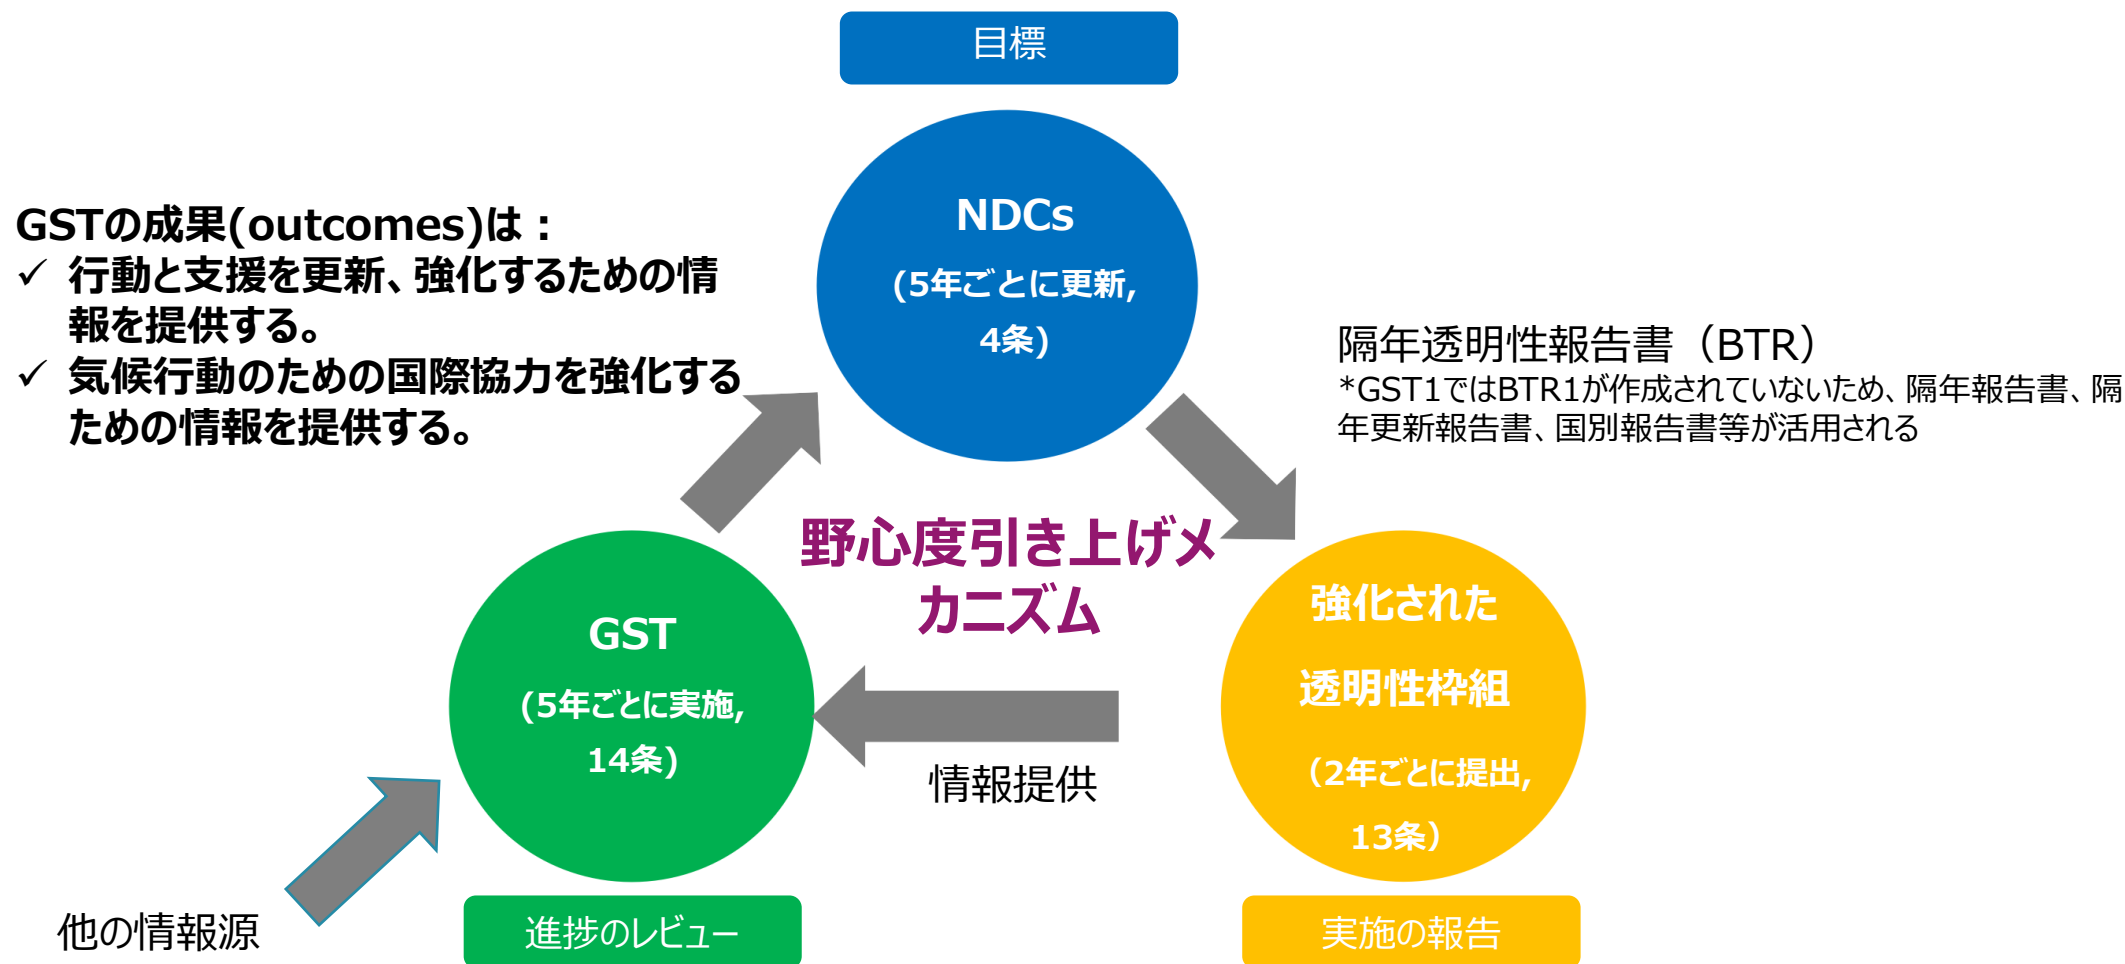 目標
NDCs
(5年ごとに更新,
4条)
GSTの成果(outcomes)は：
✓ 行動と支援を更新、強化するための情
報を提供する。
✓ 気候行動のための国際協力を強化する
ための情報を提供する。
隔年透明性報告書（BTR）
*GST1ではBTR1が作成されていないため、隔年報告書、隔
年更新報告書、国別報告書等が活用される
野心度引き上げメ
カニズム
GST
(5年ごとに実施,
14条)
強化された
透明性枠組
（2年ごとに提出,
13条）
情報提供
他の情報源
進捗のレビュー
実施の報告